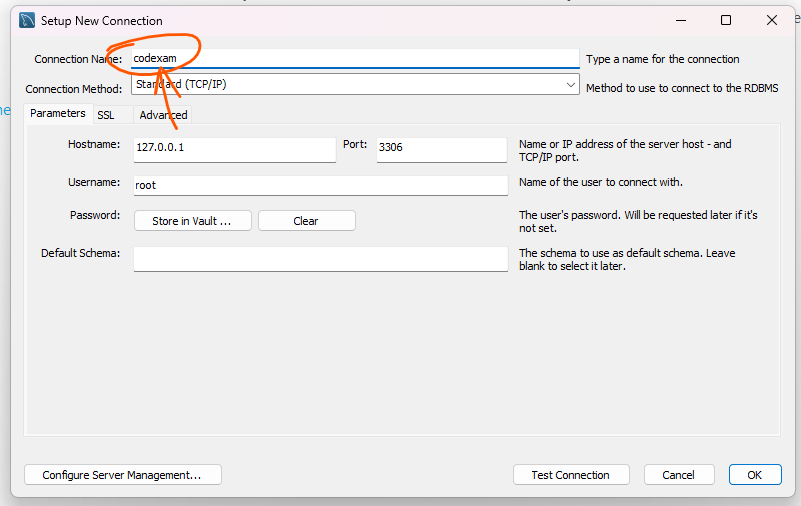 Setup New Connection
Connection Name: codexam Type a name for the connection
Connection Method: Standard (TCP/IP) Method to use to connect to the RDBMS
Parameters SSL Advanced
Hostname: 127.0.0.1 Port: 3306 Name or IP address of the server host - and
TCP/IP port.
Username: root Name of the user to connect with.
Password: Store in Vault ... Clear The user's password. Will be requested later if it's
not set.
Default Schema: The schema to use as default schema. Leave
blank to select it later.
Configure Server Management... Test Connection Cancel OK